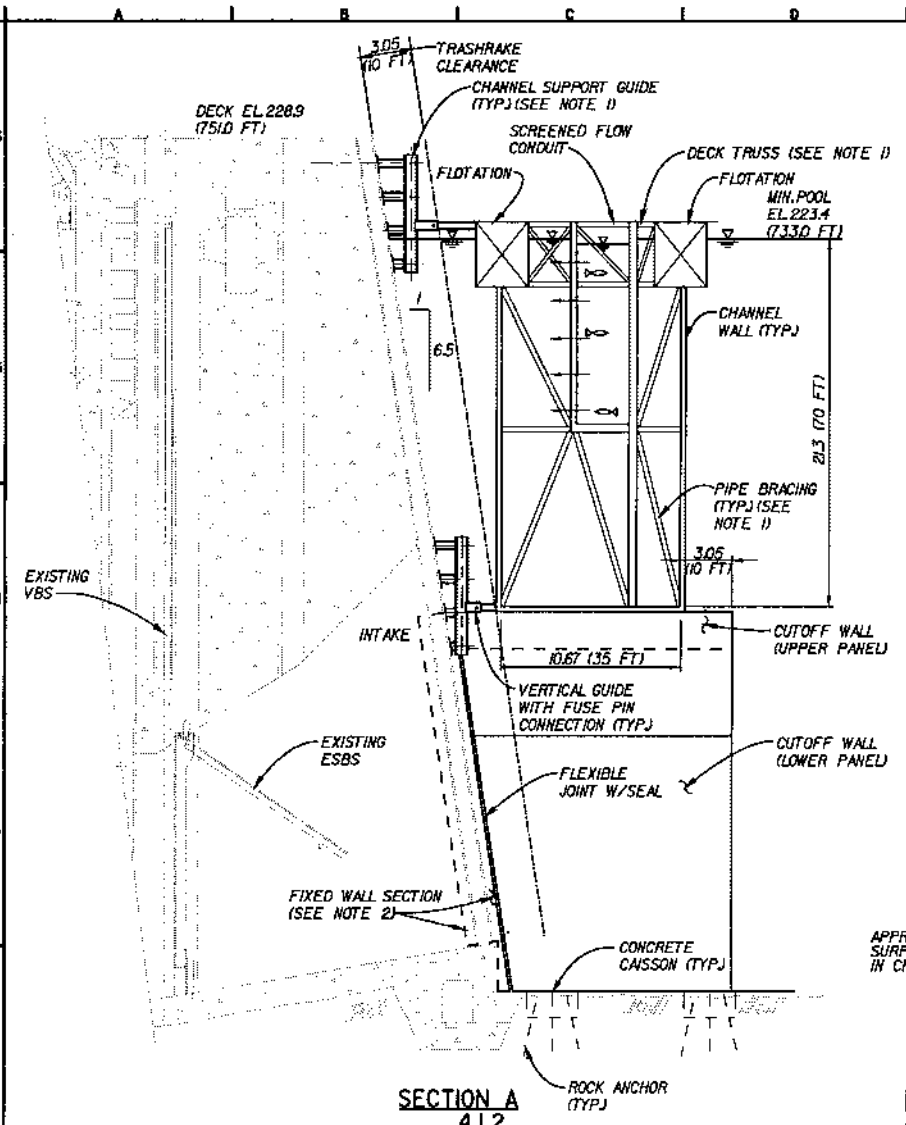 A B C D
3.05
(10 FT)
TRASHRAKE
CLEARANCE
CHANNEL SUPPORT GUIDE
(TYP.) (SEE NOTE 1)
DECK EL.228.9
(751.0 FT)
SCREENED FLOW
CONDUIT
DECK TRUSS (SEE NOTE 1)
FLOTATION
FLOTATION
MIN.POOL
EL.223.4
(733.0 FT)
CHANNEL
WALL (TYP.)
6.5
21.3 (70 FT)
PIPE BRACING
(TYP.) (SEE
NOTE 1)
3.05
(10 FT)
EXISTING
VBS
INTAKE
CUTOFF WALL
(UPPER PANEL)
10.67 (35 FT)
VERTICAL GUIDE
WITH FUSE PIN
CONNECTION (TYP.)
EXISTING
ESBS
CUTOFF WALL
(LOWER PANEL)
FLEXIBLE
JOINT W/SEAL
FIXED WALL SECTION
(SEE NOTE 2)
CONCRETE
CAISSON (TYP.)
APPR
SURF
IN CH
ROCK ANCHOR
(TYP.)
SECTION A